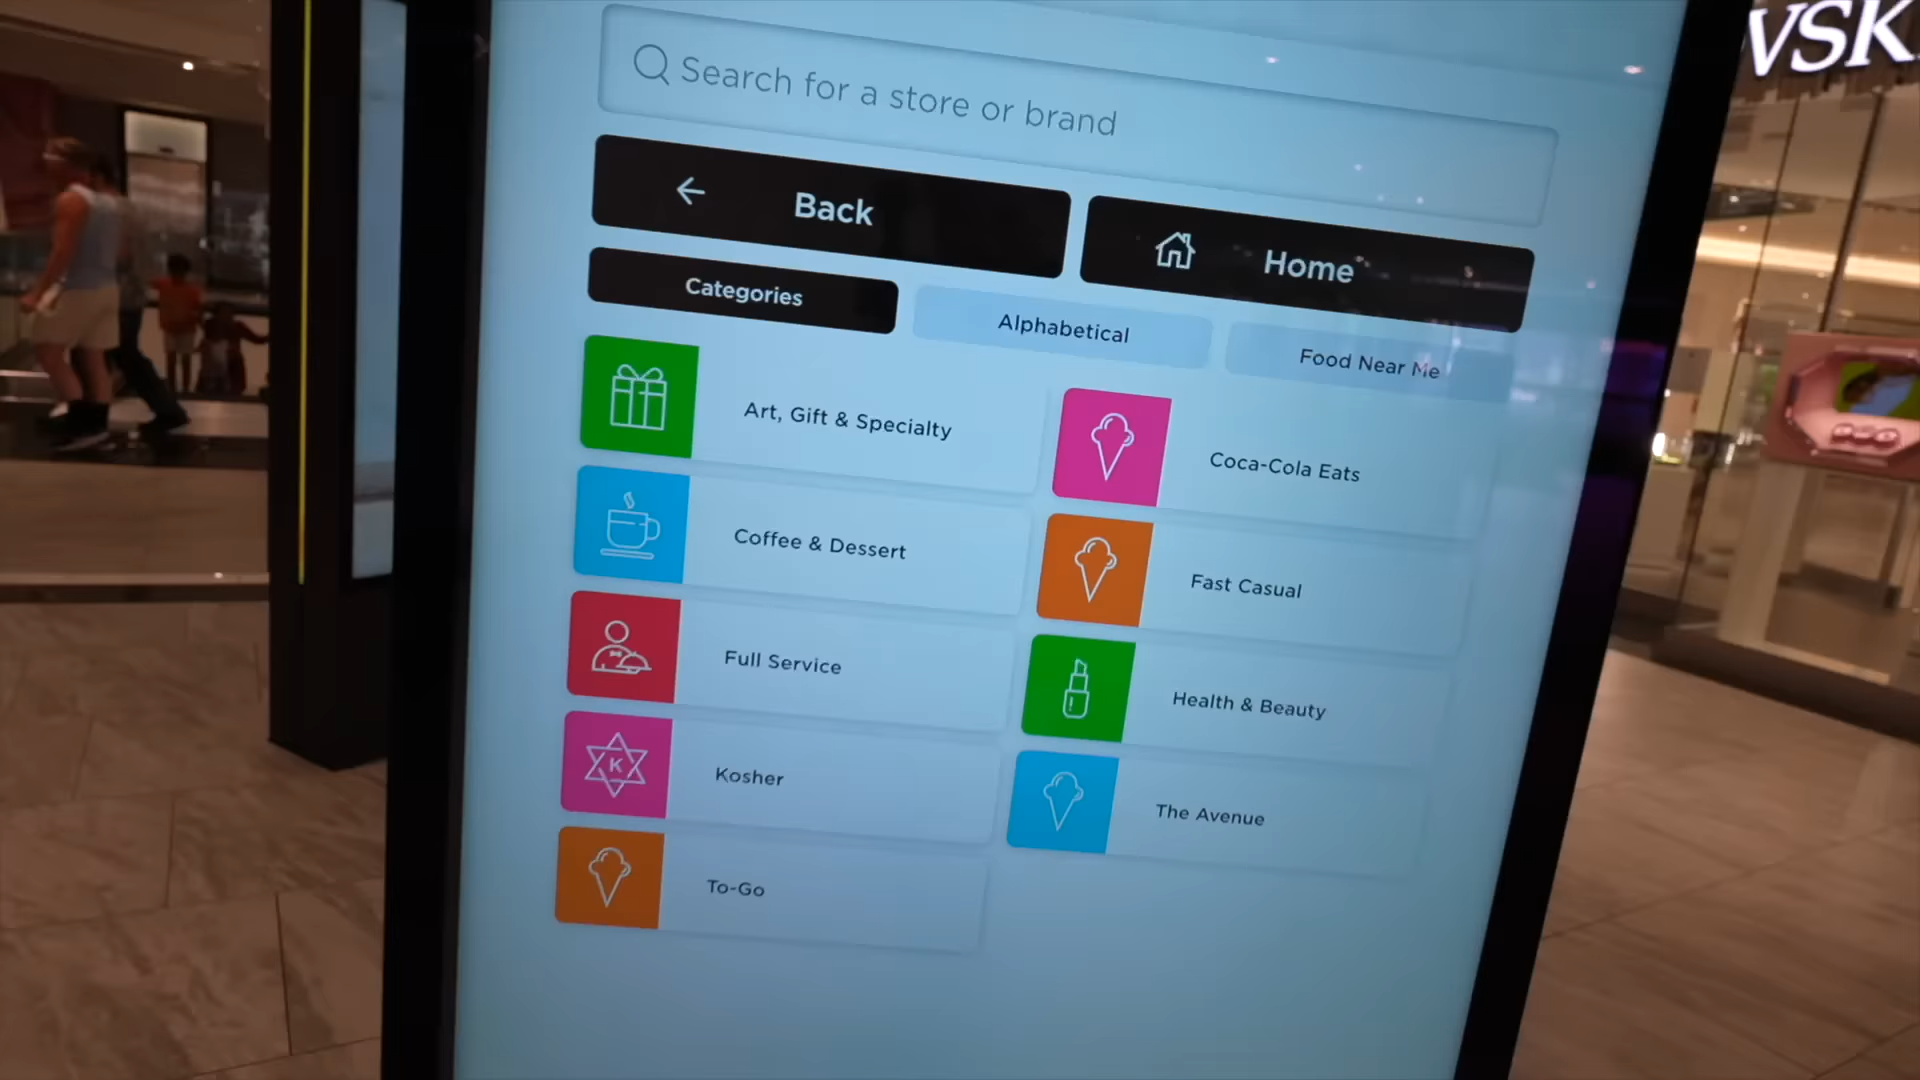 VSK
Search for a store or brand
Back
Home
Categories
Alphabetical
Food Near Me
Art, Gift & Specialty
Coca-Cola Eats
Coffee & Dessert
Fast Casual
Full Service
Health & Beauty
K
Kosher
The Avenue
To-Go